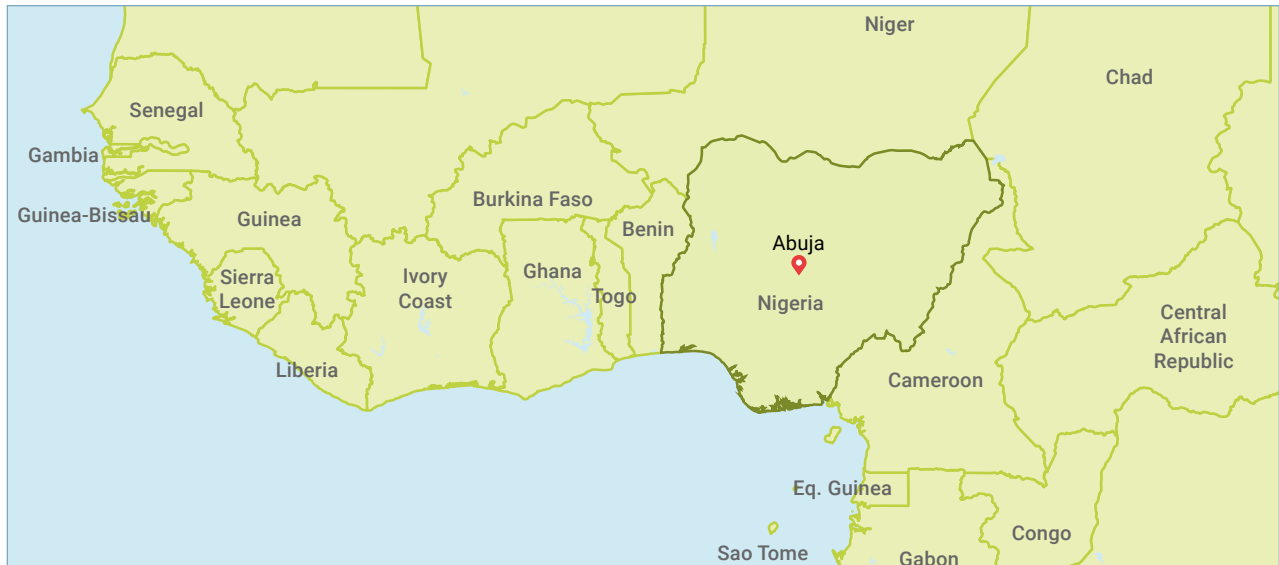 Niger
Chad
Senegal
Gambia
Burkina Faso
Guinea-Bissau
Guinea
Benin
Abuja
Sierra
Leone
Ivory
Coast
Ghana
Togo
Nigeria
Central
African
Republic
Liberia
Cameroon
Eq. Guinea
Congo
Sao Tome
Gabon